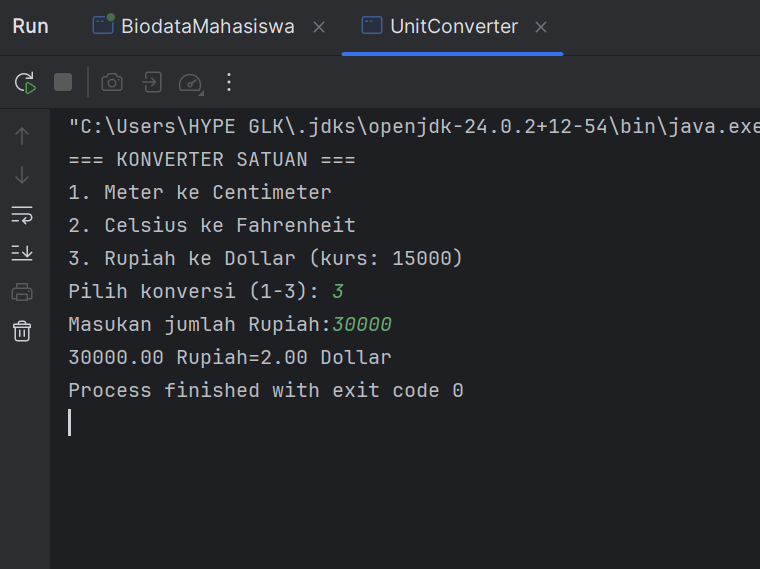 Run BiodataMahasiswa UnitConverter
"C:\Users\HYPE GLK\.jdks\openjdk-24.0.2+12-54\bin\java.exe
=== KONVERTER SATUAN ===
1. Meter ke Centimeter
2. Celsius ke Fahrenheit
3. Rupiah ke Dollar (kurs: 15000)
Pilih konversi (1-3): 3
Masukan jumlah Rupiah:30000
30000.00 Rupiah=2.00 Dollar
Process finished with exit code 0